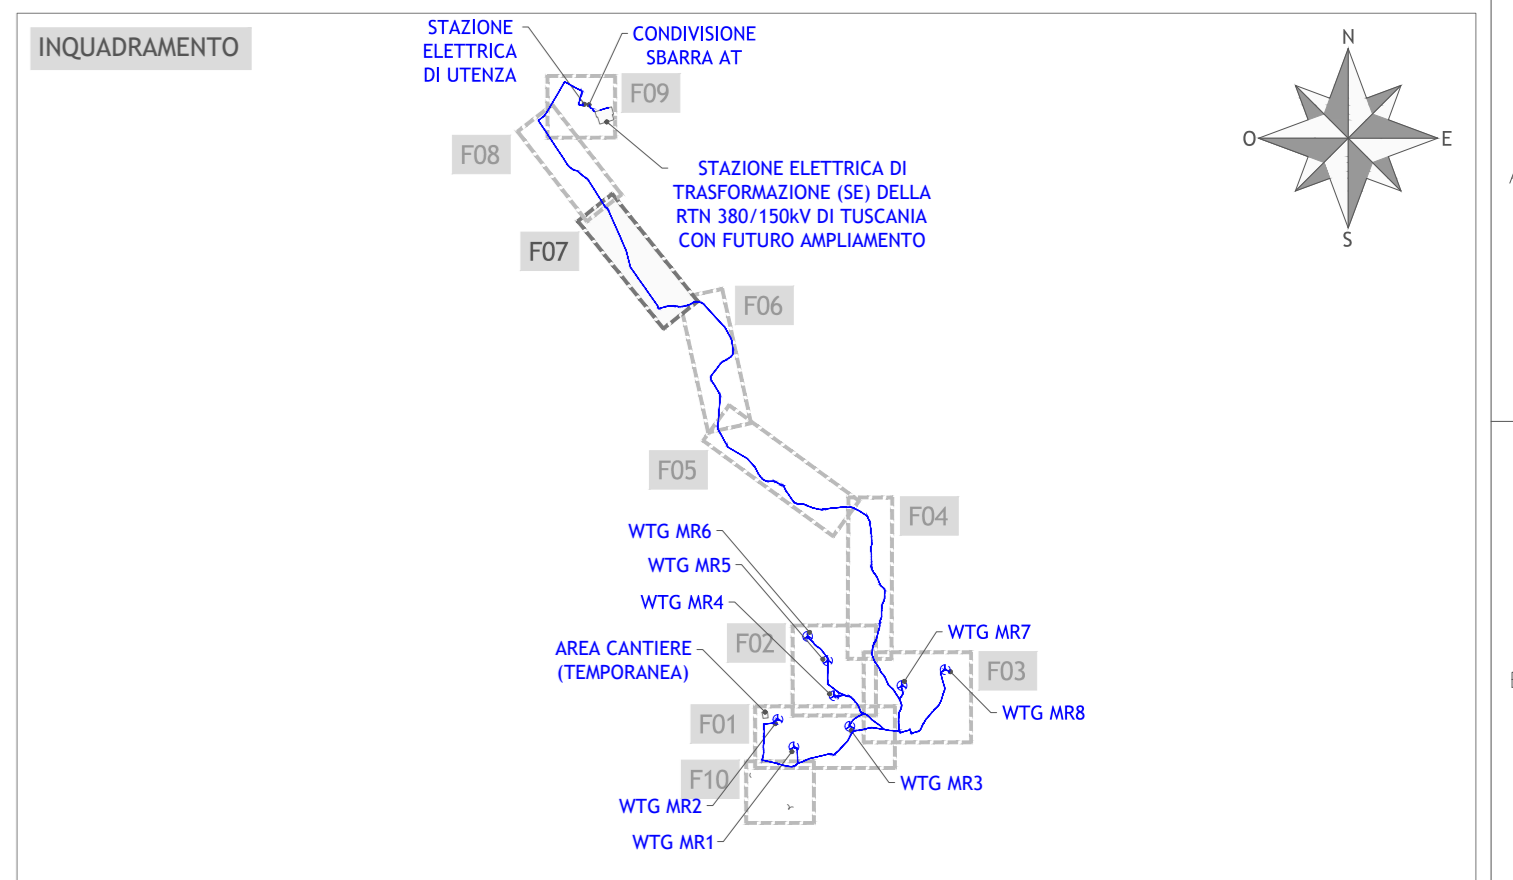 INQUADRAMENTO
STAZIONE
ELETTRICA
DI UTENZA
CONDIVISIONE
SBARRA AT
F09
F08
STAZIONE ELETTRICA DI
TRASFORMAZIONE (SE) DELLA
RTN 380/150kV DI TUSCANIA
CON FUTURO AMPLIAMENTO
N
O
E
S
F07
F06
F05
F04
WTG MR6
WTG MR5
WTG MR4
F02
AREA CANTIERE
(TEMPORANEA)
WTG MR7
F03
WTG MR8
F01
F10
WTG MR3
WTG MR2
WTG MR1